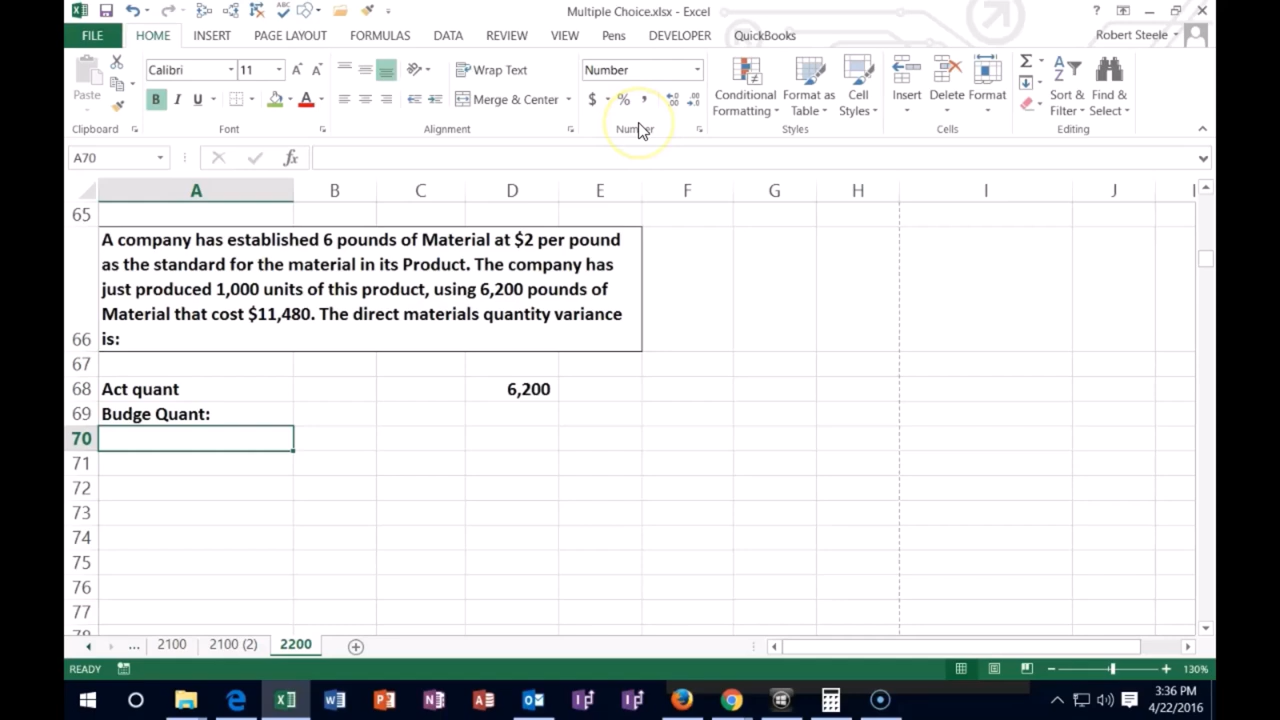 Multiple Choice.xlsx - Excel
?
FILE HOME INSERT PAGE LAYOUT FORMULAS DATA REVIEW VIEW Pens DEVELOPER QuickBooks Robert Steele
Paste
Calibri 11
B I U A
Wrap Text
Merge & Center
Number
$ % ,
Conditional Formatting
Format as Table
Cell Styles
Insert Delete Format
Sort & Filter
Find & Select
Clipboard Font Alignment Number Styles Cells Editing
A70 fx
A B C D E F G H I J
65
66
A company has established 6 pounds of Material at $2 per pound
as the standard for the material in its Product. The company has
just produced 1,000 units of this product, using 6,200 pounds of
Material that cost $11,480. The direct materials quantity variance
is:
67
68 Act quant 6,200
69 Budge Quant:
70
71
72
73
74
75
76
77
78
... 2100 2100 (2) 2200
READY 130%
3:36 PM
4/22/2016